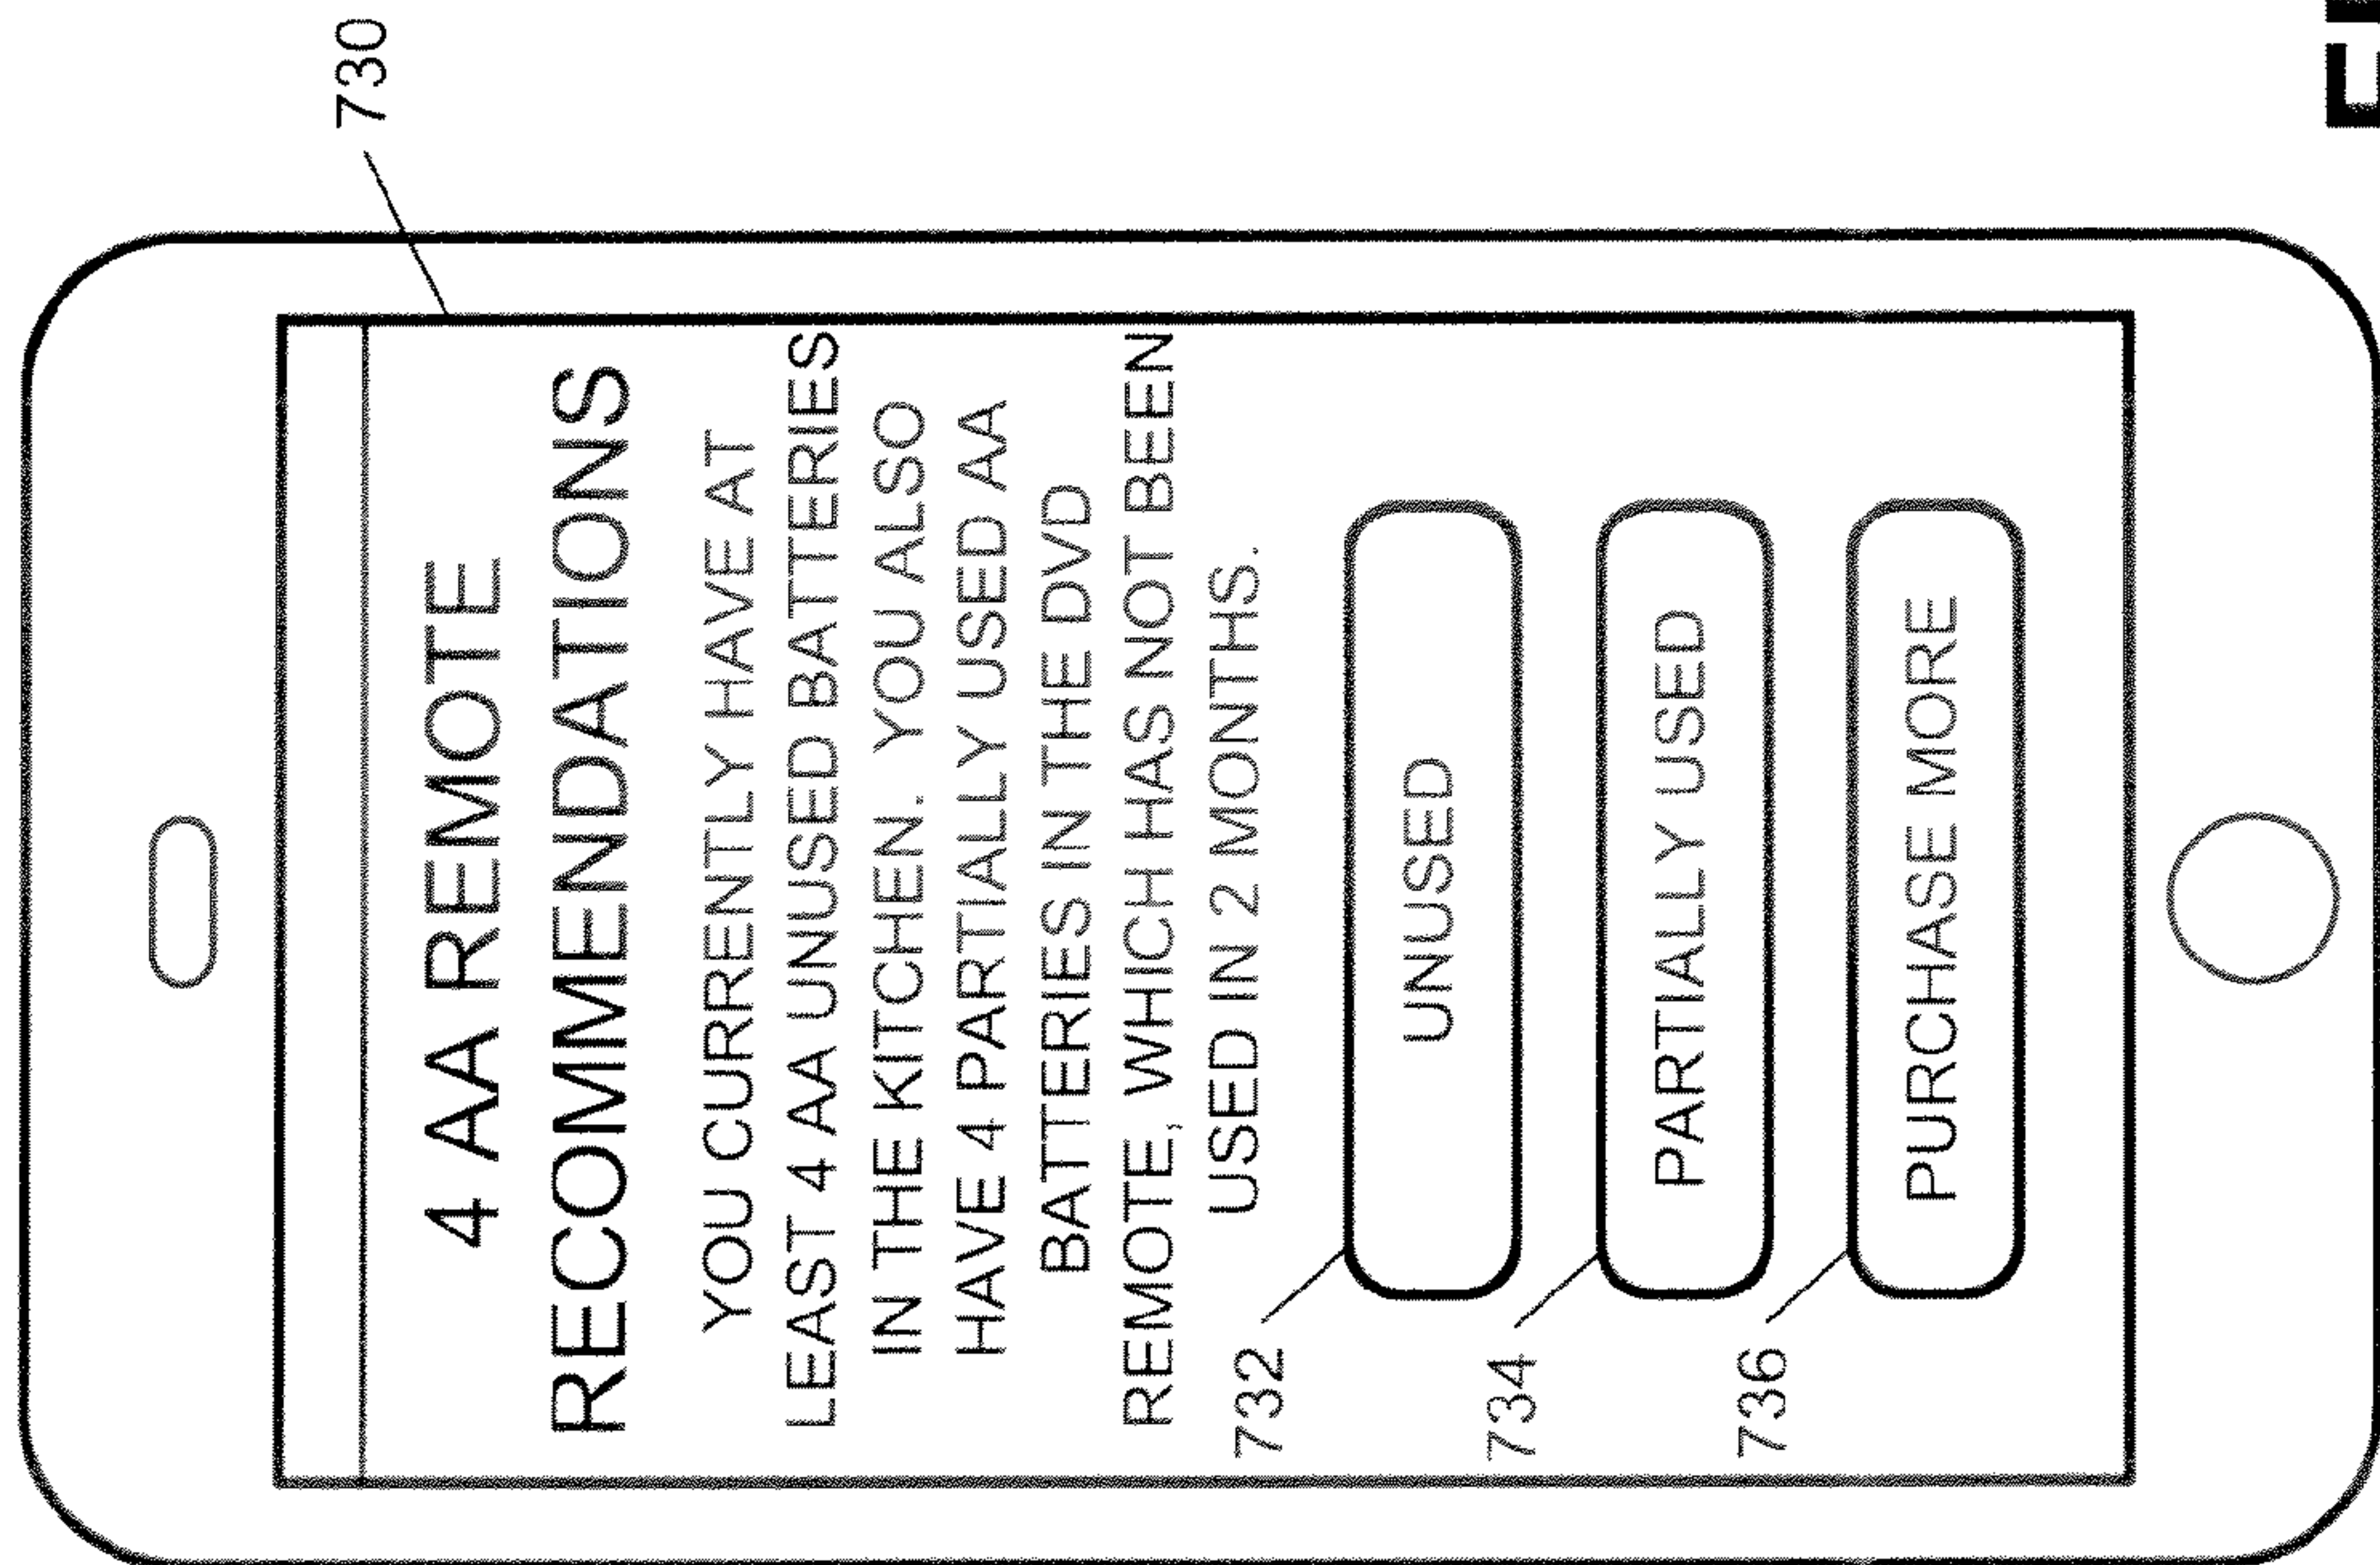 730
4 AA REMOTE
RECOMMENDATIONS
YOU CURRENTLY HAVE AT
LEAST 4 AA UNUSED BATTERIES
IN THE KITCHEN. YOU ALSO
HAVE 4 PARTIALLY USED AA
BATTERIES IN THE DVD
REMOTE, WHICH HAS NOT BEEN
USED IN 2 MONTHS.
732
UNUSED
734
PARTIALLY USED
736
PURCHASE MORE